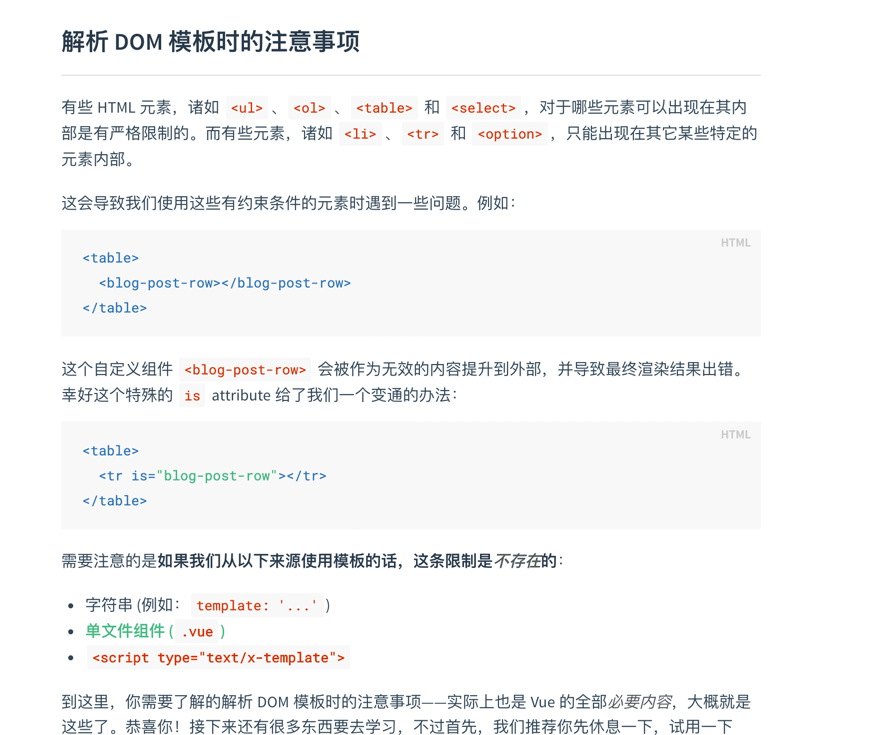 解析 DOM 模板时的注意事项
有些 HTML 元素，诸如 <ul> 、 <ol> 、 <table> 和 <select> ，对于哪些元素可以出现在其内
部是有严格限制的。而有些元素，诸如 <li> 、 <tr> 和 <option> ，只能出现在其它某些特定的
元素内部。
这会导致我们使用这些有约束条件的元素时遇到一些问题。例如：
HTML
<table>
  <blog-post-row></blog-post-row>
</table>
这个自定义组件 <blog-post-row> 会被作为无效的内容提升到外部，并导致最终渲染结果出错。
幸好这个特殊的 is attribute 给了我们一个变通的办法：
HTML
<table>
  <tr is="blog-post-row"></tr>
</table>
需要注意的是如果我们从以下来源使用模板的话，这条限制是不存在的：
• 字符串 (例如： template: '...' )
• 单文件组件 ( .vue )
• <script type="text/x-template">
到这里，你需要了解的解析 DOM 模板时的注意事项——实际上也是 Vue 的全部必要内容，大概就是
这些了。恭喜你！接下来还有很多东西要去学习，不过首先，我们推荐你先休息一下，试用一下